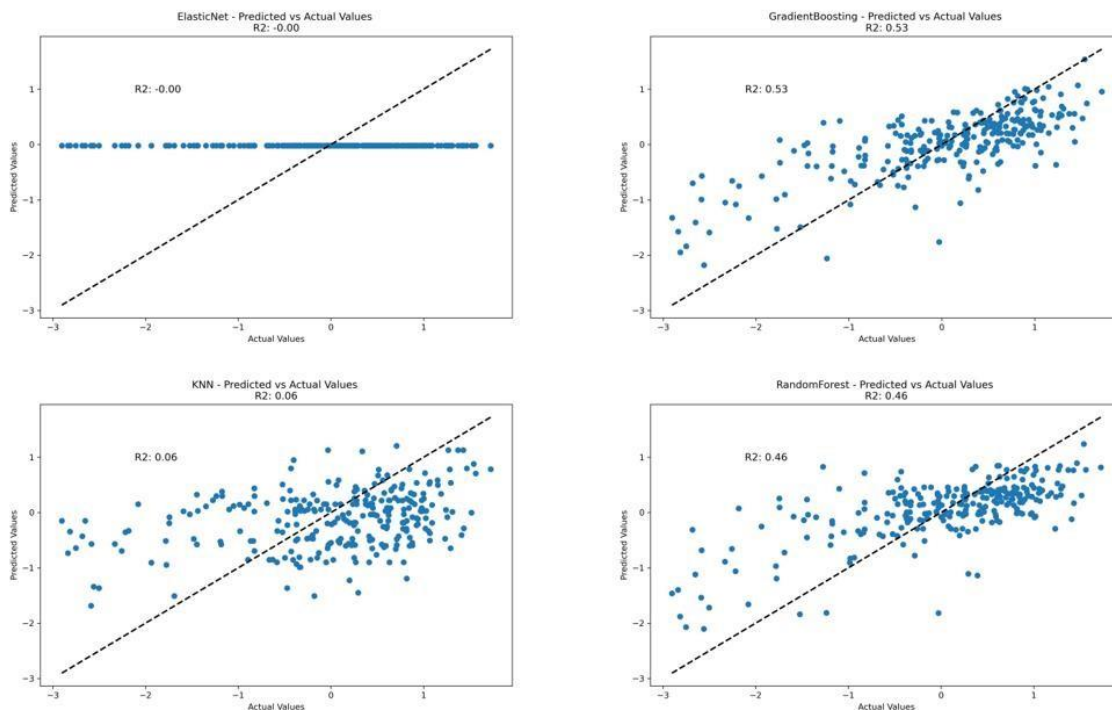 ElasticNet - Predicted vs Actual Values
R2: -0.00
R2: -0.00
Predicted Values
1
0
−1
−2
−3
−3
−2
−1
0
1
Actual Values
GradientBoosting - Predicted vs Actual Values
R2: 0.53
R2: 0.53
Predicted Values
1
0
−1
−2
−3
−3
−2
−1
0
1
Actual Values
KNN - Predicted vs Actual Values
R2: 0.06
R2: 0.06
Predicted Values
1
0
−1
−2
−3
−3
−2
−1
0
1
Actual Values
RandomForest - Predicted vs Actual Values
R2: 0.46
R2: 0.46
Predicted Values
1
0
−1
−2
−3
−3
−2
−1
0
1
Actual Values